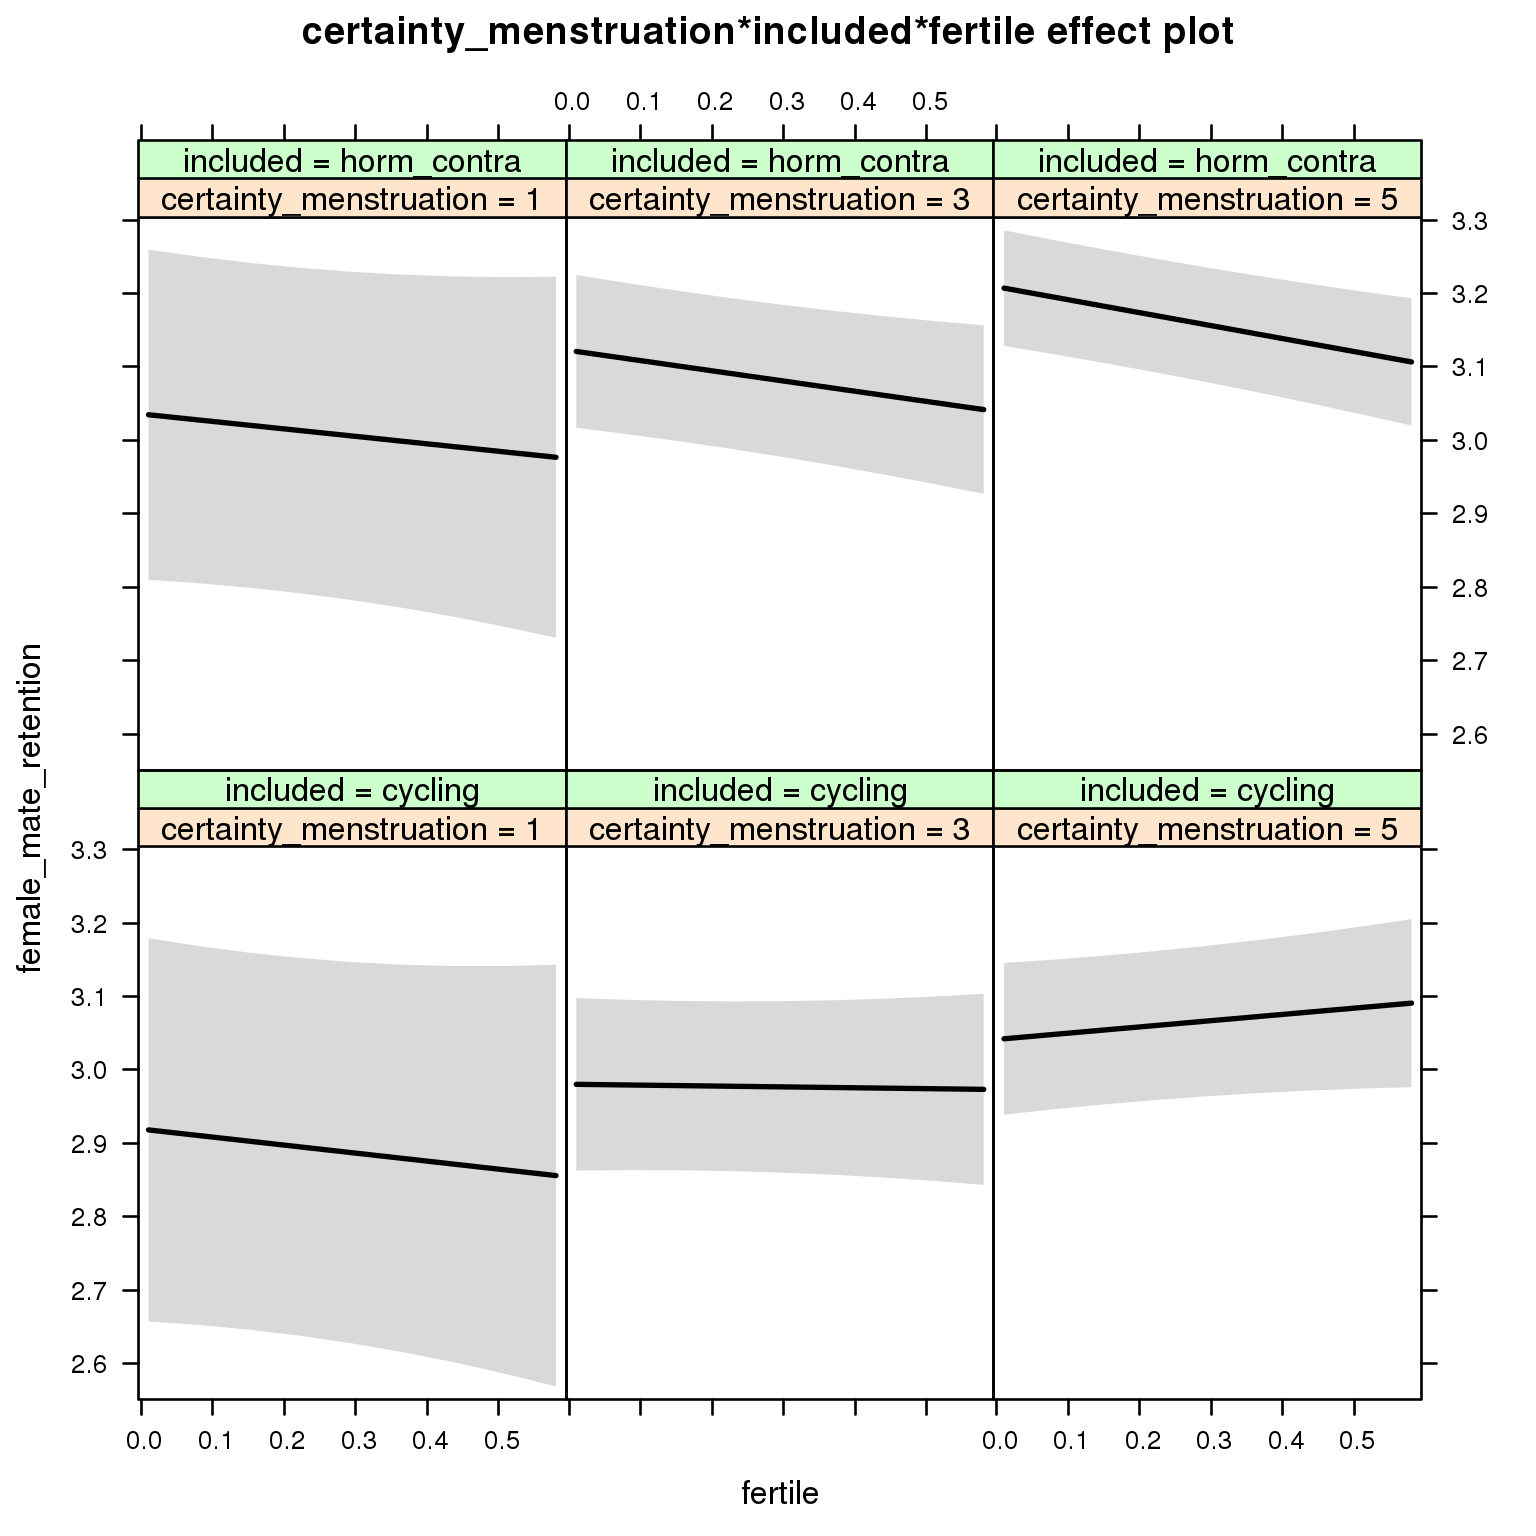 certainty_menstruation*included*fertile effect plot
0.0 0.1 0.2 0.3 0.4 0.5
included = horm_contra included = horm_contra included = horm_contra
certainty_menstruation = 1 certainty_menstruation = 3 certainty_menstruation = 5
3.3
3.2
3.1
3.0
2.9
2.8
2.7
2.6
female_mate_retention
included = cycling included = cycling included = cycling
certainty_menstruation = 1 certainty_menstruation = 3 certainty_menstruation = 5
3.3
3.2
3.1
3.0
2.9
2.8
2.7
2.6
0.0 0.1 0.2 0.3 0.4 0.5 0.0 0.1 0.2 0.3 0.4 0.5
fertile